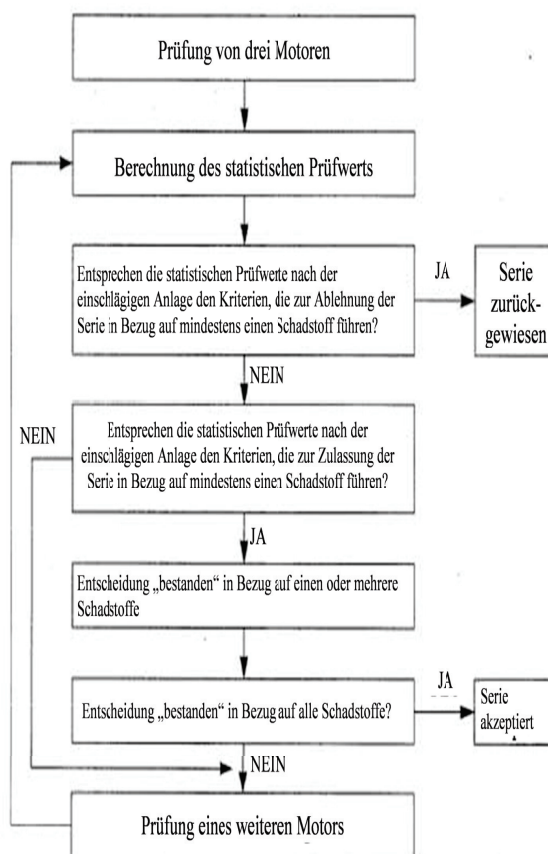 Prüfung von drei Motoren
Berechnung des statistischen Prüfwerts
Entsprechen die statistischen Prüfwerte nach der
einschlägigen Anlage den Kriterien, die zur Ablehnung der
Serie in Bezug auf mindestens einen Schadstoff führen?
JA
Serie
zurück-
gewiesen
NEIN
NEIN
Entsprechen die statistischen Prüfwerte nach der
einschlägigen Anlage den Kriterien, die zur Zulassung der
Serie in Bezug auf mindestens einen Schadstoff führen?
JA
Entscheidung „bestanden“ in Bezug auf einen oder mehrere
Schadstoffe
Entscheidung „bestanden“ in Bezug auf alle Schadstoffe?
JA
Serie
akzeptiert
NEIN
Prüfung eines weiteren Motors